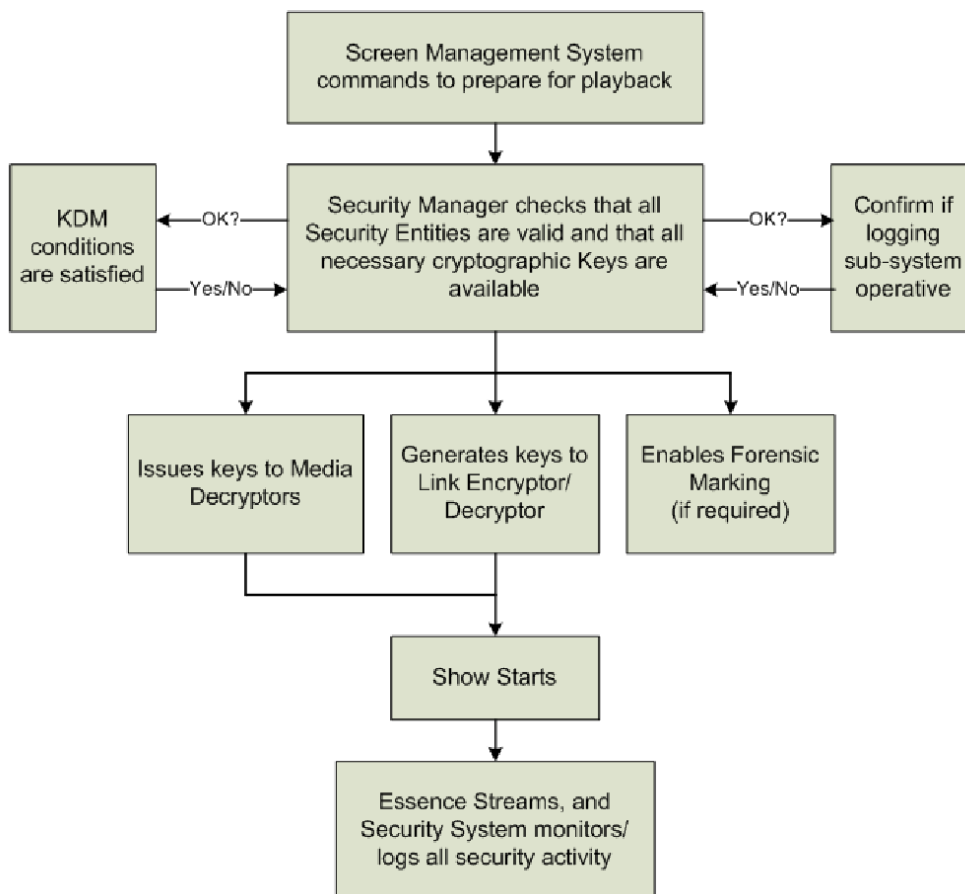 Screen Management System
commands to prepare for playback
KDM
conditions
are satisfied
OK?
Yes/No
Security Manager checks that all
Security Entities are valid and that all
necessary cryptographic Keys are
available
OK?
Yes/No
Confirm if
logging
sub-system
operative
Issues keys to Media
Decryptors
Generates keys to
Link Encryptor/
Decryptor
Enables Forensic
Marking
(if required)
Show Starts
Essence Streams, and
Security System monitors/
logs all security activity